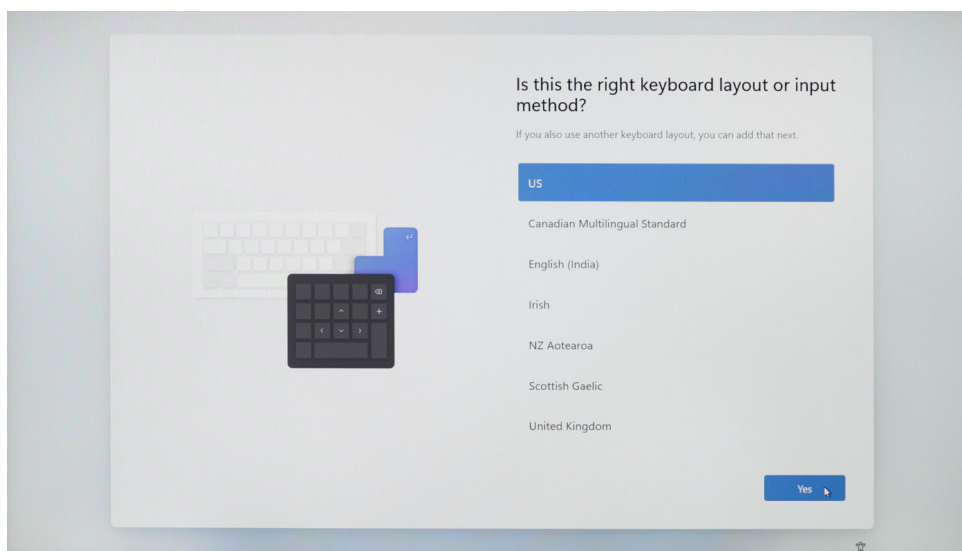 Is this the right keyboard layout or input
method?
If you also use another keyboard layout, you can add that next.
US
Canadian Multilingual Standard
English (India)
Irish
NZ Aotearoa
Scottish Gaelic
United Kingdom
Yes